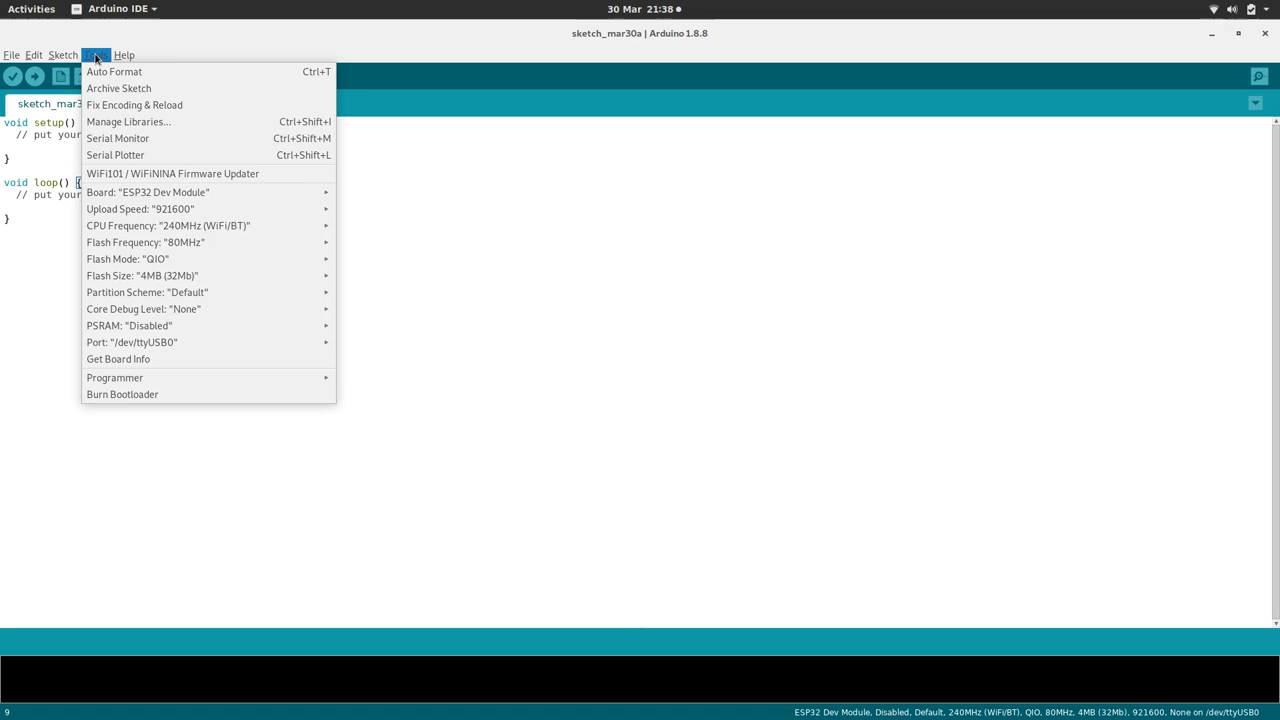 Activities Arduino IDE 30 Mar 21:38
sketch_mar30a | Arduino 1.8.8
File Edit Sketch Tools Help
Auto Format Ctrl+T
Archive Sketch
sketch_mar3
Fix Encoding & Reload
void setup()
Manage Libraries... Ctrl+Shift+I
// put your
Serial Monitor Ctrl+Shift+M
}
Serial Plotter Ctrl+Shift+L
WiFi101 / WiFiNINA Firmware Updater
void loop() {
Board: "ESP32 Dev Module"
// put your
Upload Speed: "921600"
}
CPU Frequency: "240MHz (WiFi/BT)"
Flash Frequency: "80MHz"
Flash Mode: "QIO"
Flash Size: "4MB (32Mb)"
Partition Scheme: "Default"
Core Debug Level: "None"
PSRAM: "Disabled"
Port: "/dev/ttyUSB0"
Get Board Info
Programmer
Burn Bootloader
9 ESP32 Dev Module, Disabled, Default, 240MHz (WiFi/BT), QIO, 80MHz, 4MB (32Mb), 921600, None on /dev/ttyUSB0